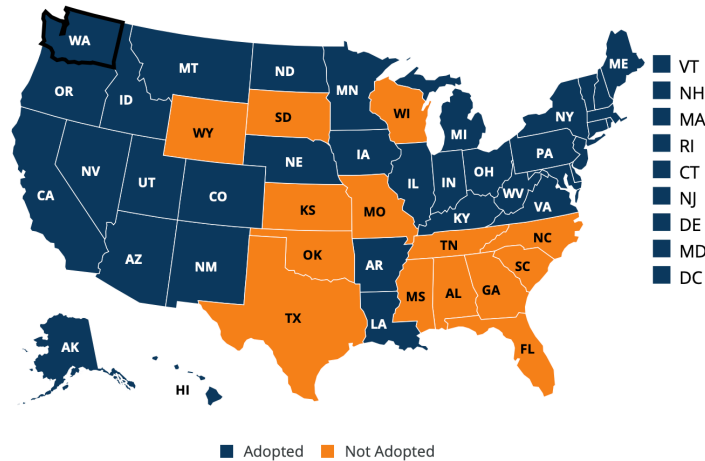 WA
MT
ND
MN
ME
VT
OR
ID
SD
WI
NH
WY
MI
NY
MA
NV
UT
NE
IA
PA
RI
CA
CO
IL
IN
OH
WV
VA
CT
KS
MO
KY
NJ
AZ
NM
OK
AR
TN
NC
DE
TX
MS
AL
GA
SC
MD
LA
DC
AK
HI
FL
Adopted
Not Adopted